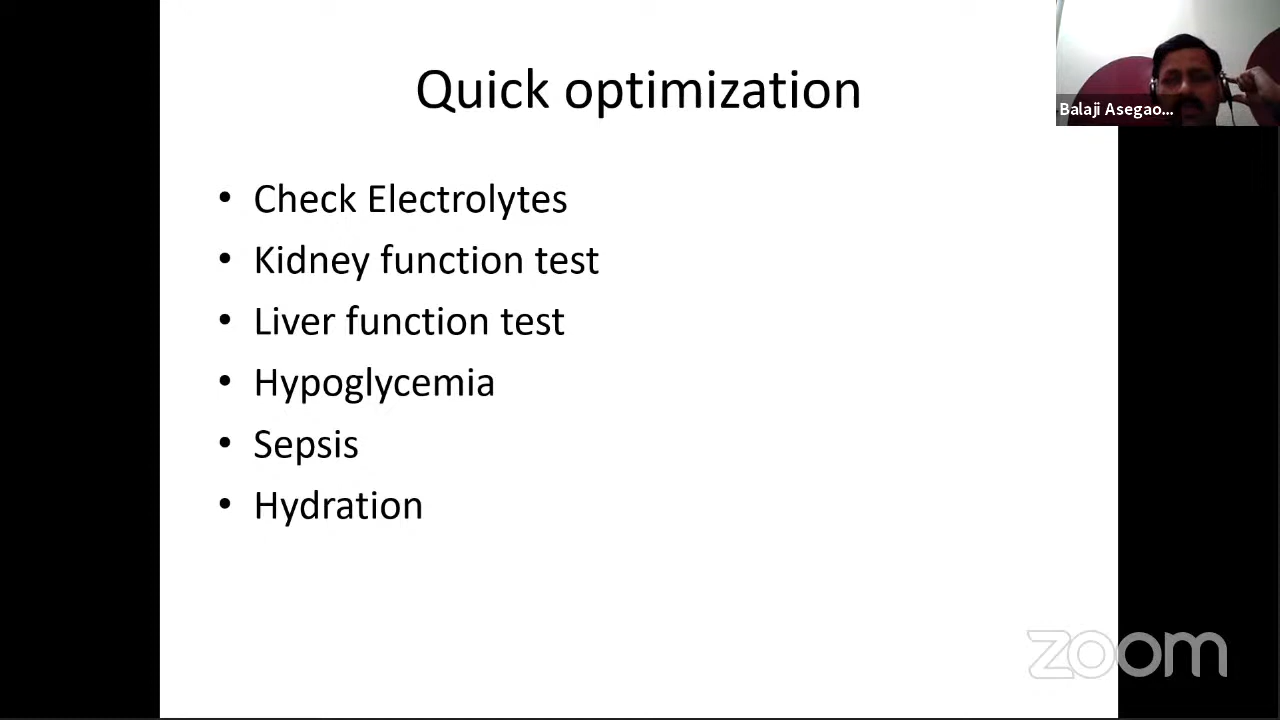 Quick optimization
Balaji Asegao...
• Check Electrolytes
• Kidney function test
• Liver function test
• Hypoglycemia
• Sepsis
• Hydration
zoom